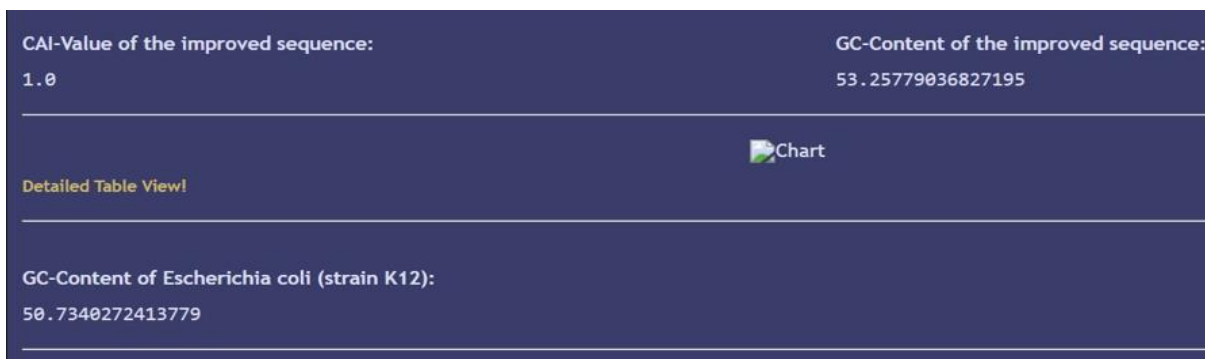 CAI-Value of the improved sequence:
GC-Content of the improved sequence:
1.0
53.25779036827195
Chart
Detailed Table View!
GC-Content of Escherichia coli (strain K12):
50.7340272413779